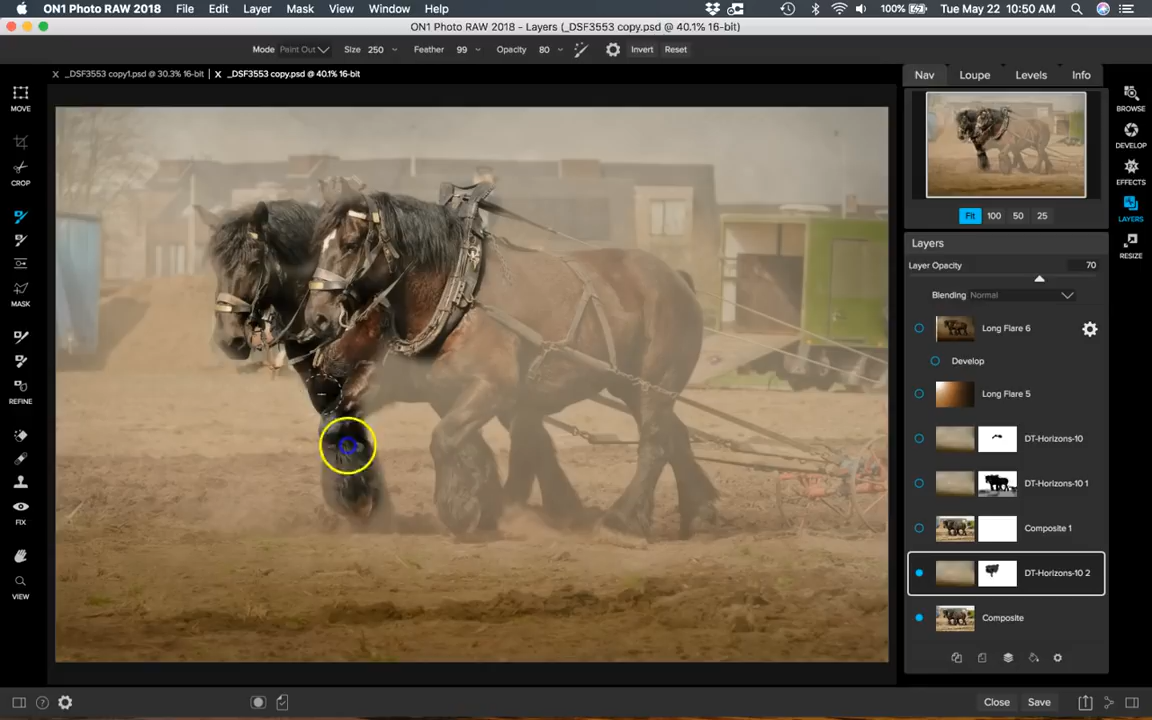 ON1 Photo RAW 2018 File Edit Layer Mask View Window Help 100% Tue May 22 10:50 AM
ON1 Photo RAW 2018 - Layers (_DSF3553 copy.psd @ 40.1% 16-bit)
Mode Paint Out Size 250 Feather 99 Opacity 80 Invert Reset
X _DSF3553 copy1.psd @ 30.3% 16-bit X _DSF3553 copy.psd @ 40.1% 16-bit
Nav Loupe Levels Info
MOVE
CROP
MASK
REFINE
FIX
VIEW
Fit 100 50 25
Layers
Layer Opacity 70
Blending Normal
Long Flare 6
Develop
Long Flare 5
DT-Horizons-10
DT-Horizons-10 1
Composite 1
DT-Horizons-10 2
Composite
BROWSE
DEVELOP
FX
EFFECTS
LAYERS
RESIZE
? Close Save